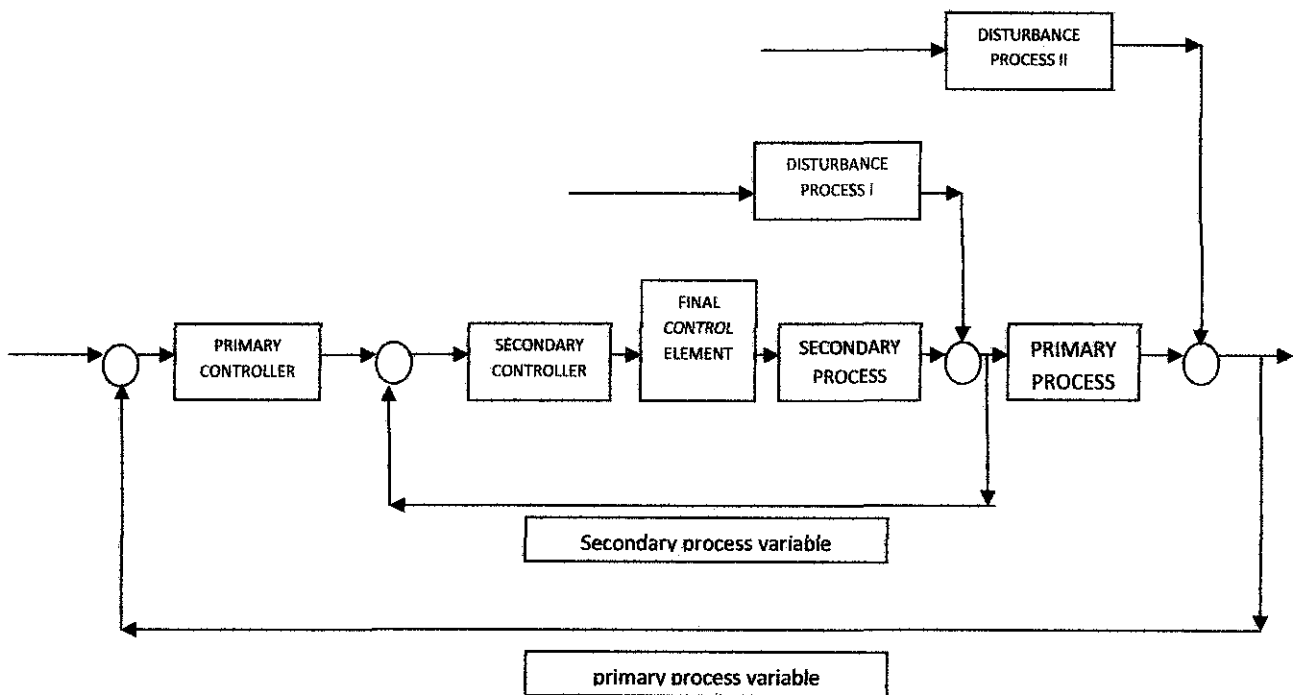 DISTURBANCE
PROCESS II
DISTURBANCE
PROCESS I
PRIMARY
CONTROLLER
SECONDARY
CONTROLLER
FINAL
CONTROL
ELEMENT
SECONDARY
PROCESS
PRIMARY
PROCESS
Secondary process variable
primary process variable